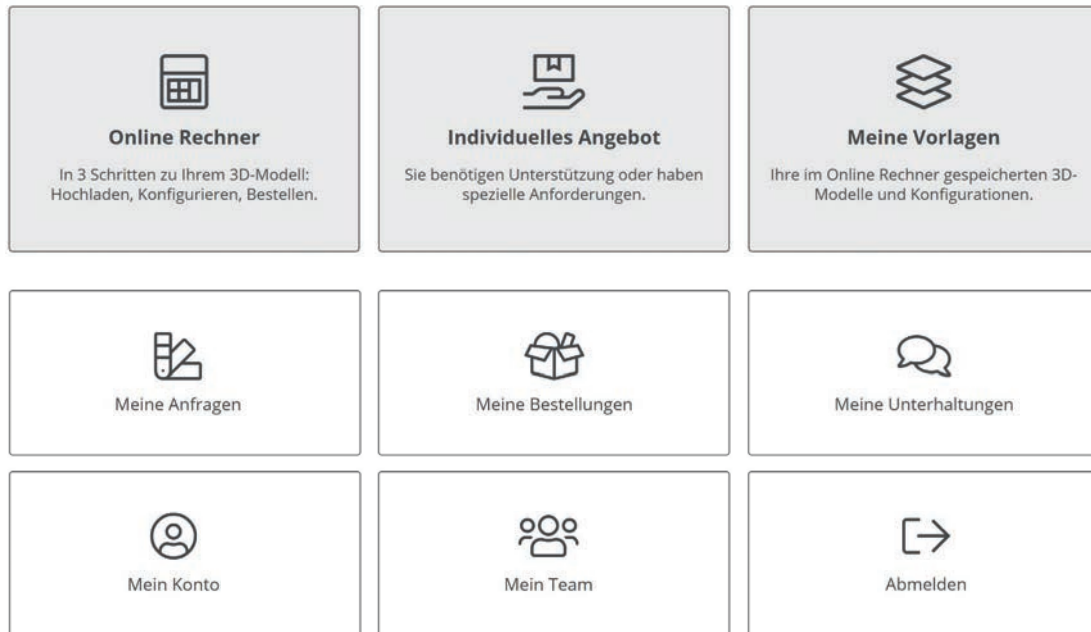 Online Rechner
In 3 Schritten zu Ihrem 3D-Modell:
Hochladen, Konfigurieren, Bestellen.
Individuelles Angebot
Sie benötigen Unterstützung oder haben
spezielle Anforderungen.
Meine Vorlagen
Ihre im Online Rechner gespeicherten 3D-
Modelle und Konfigurationen.
Meine Anfragen
Meine Bestellungen
Meine Unterhaltungen
Mein Konto
Mein Team
Abmelden